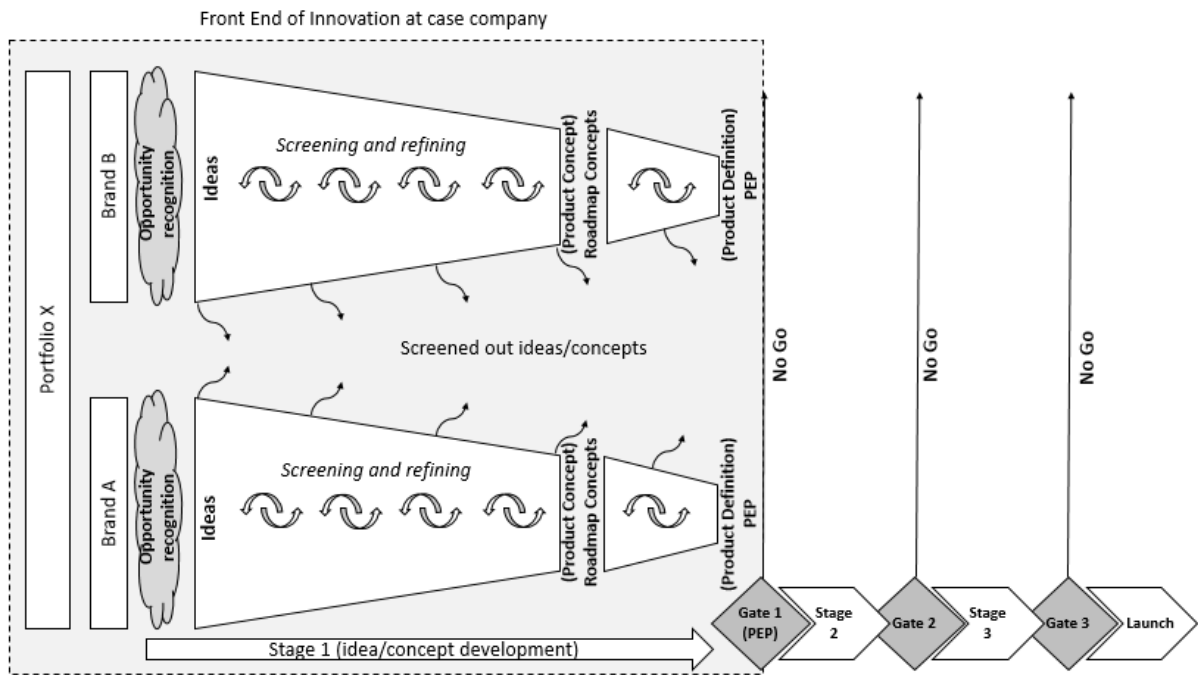 Front End of Innovation at case company
Portfolio X
Brand B
Opportunity
recognition
Ideas
Screening and refining
(Product Concept)
Roadmap Concepts
(Product Definition)
PEP
Screened out ideas/concepts
No Go
No Go
No Go
Brand A
Opportunity
recognition
Ideas
Screening and refining
(Product Concept)
Roadmap Concepts
(Product Definition)
PEP
Stage 1 (idea/concept development)
Gate 1
(PEP)
Stage
2
Gate 2
Stage
3
Gate 3
Launch